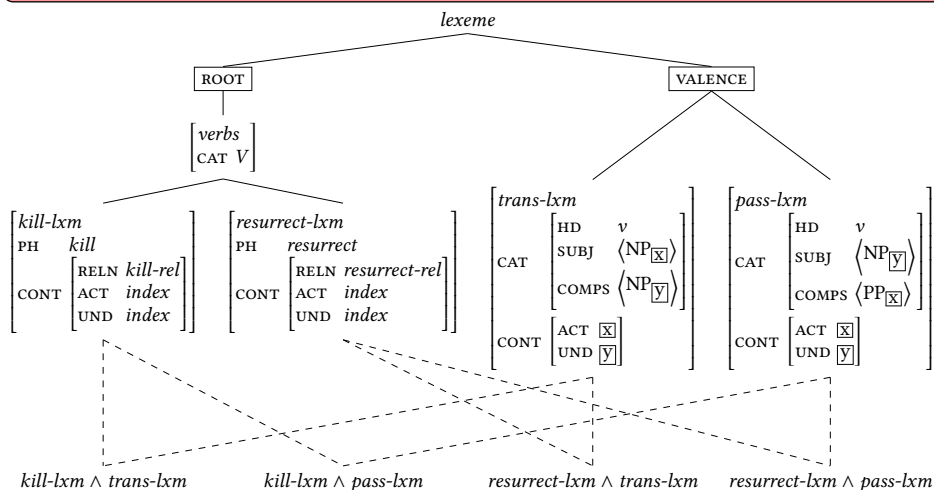 lexeme
ROOT VALENCE
verbs
CAT V
kill-lxm
PH kill
CONT RELN kill-rel
ACT index
UND index
resurrect-lxm
PH resurrect
CONT RELN resurrect-rel
ACT index
UND index
trans-lxm
CAT HD v
SUBJ ⟨NP x⟩
COMPS ⟨NP y⟩
CONT ACT x
UND y
pass-lxm
CAT HD v
SUBJ ⟨NP y⟩
COMPS ⟨PP x⟩
CONT ACT x
UND y
kill-lxm ∧ trans-lxm kill-lxm ∧ pass-lxm resurrect-lxm ∧ trans-lxm resurrect-lxm ∧ pass-lxm